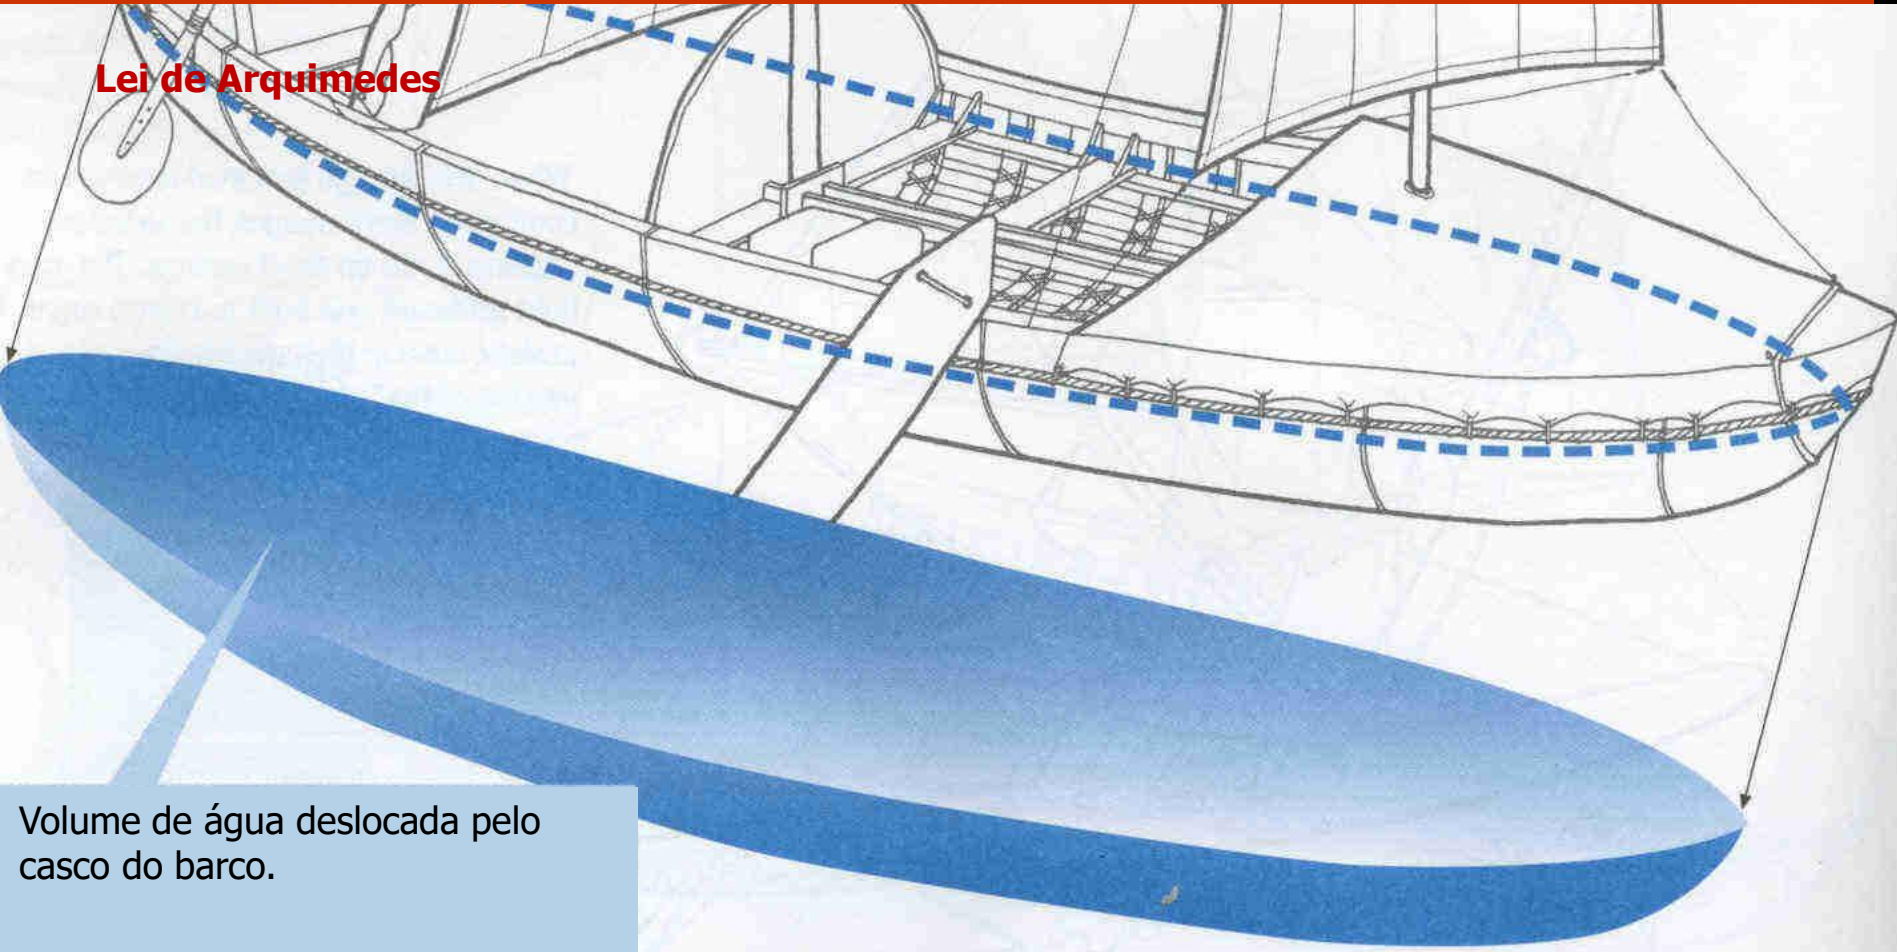 Lei de Arquimedes
Volume de água deslocada pelo
casco do barco.